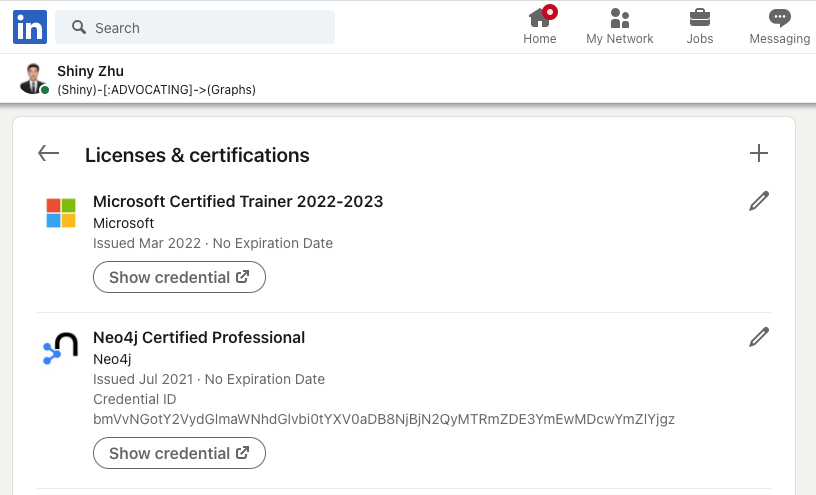 in
Search
Home
My Network
Jobs
Messaging
Shiny Zhu
(Shiny)-[:ADVOCATING]->(Graphs)
Licenses & certifications
Microsoft Certified Trainer 2022-2023
Microsoft
Issued Mar 2022 · No Expiration Date
Show credential
Neo4j Certified Professional
Neo4j
Issued Jul 2021 · No Expiration Date
Credential ID
bmVvNGotY2VydGlmaWNhdGlvbi0tYXV0aDB8NjBjN2QyMTRmZDE3YmEwMDcwYmZlYjgz
Show credential